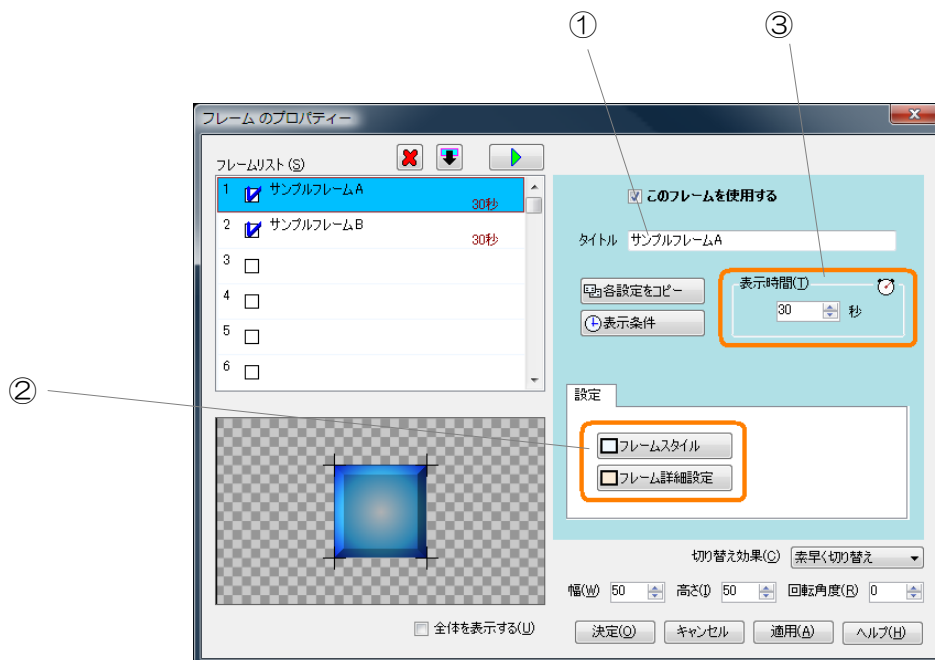 ① ③
フレーム のプロパティー
フレームリスト(S)
1 サンプルフレームA
30秒
2 サンプルフレームB
30秒
3
4
5
6
このフレームを使用する
タイトル サンプルフレームA
各設定をコピー
表示条件
表示時間(T)
30 秒
②
設定
フレームスタイル
フレーム詳細設定
切り替え効果(C) 素早く切り替え
幅(W) 50 高さ(I) 50 回転角度(R) 0
全体を表示する(U)
決定(O) キャンセル 適用(A) ヘルプ(H)